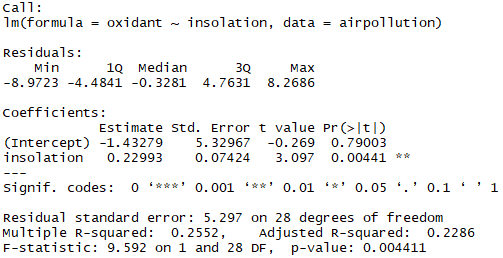 Call:
lm(formula = oxidant ~ insolation, data = airpollution)
Residuals:
Min 1Q Median 3Q Max
-8.9723 -4.4841 -0.3281 4.7631 8.2686
Coefficients:
Estimate Std. Error t value Pr(>|t|)
(Intercept) -1.43279 5.32967 -0.269 0.79003
insolation 0.22993 0.07424 3.097 0.00441 **
---
Signif. codes: 0 ‘***’ 0.001 ‘**’ 0.01 ‘*’ 0.05 ‘.’ 0.1 ‘ ’ 1
Residual standard error: 5.297 on 28 degrees of freedom
Multiple R-squared: 0.2552, Adjusted R-squared: 0.2286
F-statistic: 9.592 on 1 and 28 DF, p-value: 0.004411